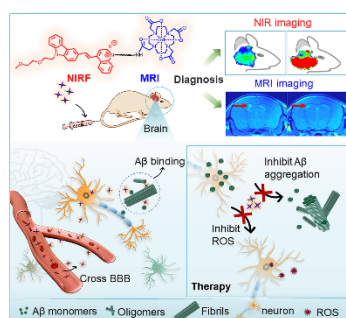 NIR imaging
NIRF
MRI
Diagnosis
MRI imaging
Brain
Aβ binding
Inhibit Aβ
aggregation
Inhibit
ROS
Cross BBB
Therapy
Aβ monomers
Oligomers
Fibrils
neuron
ROS